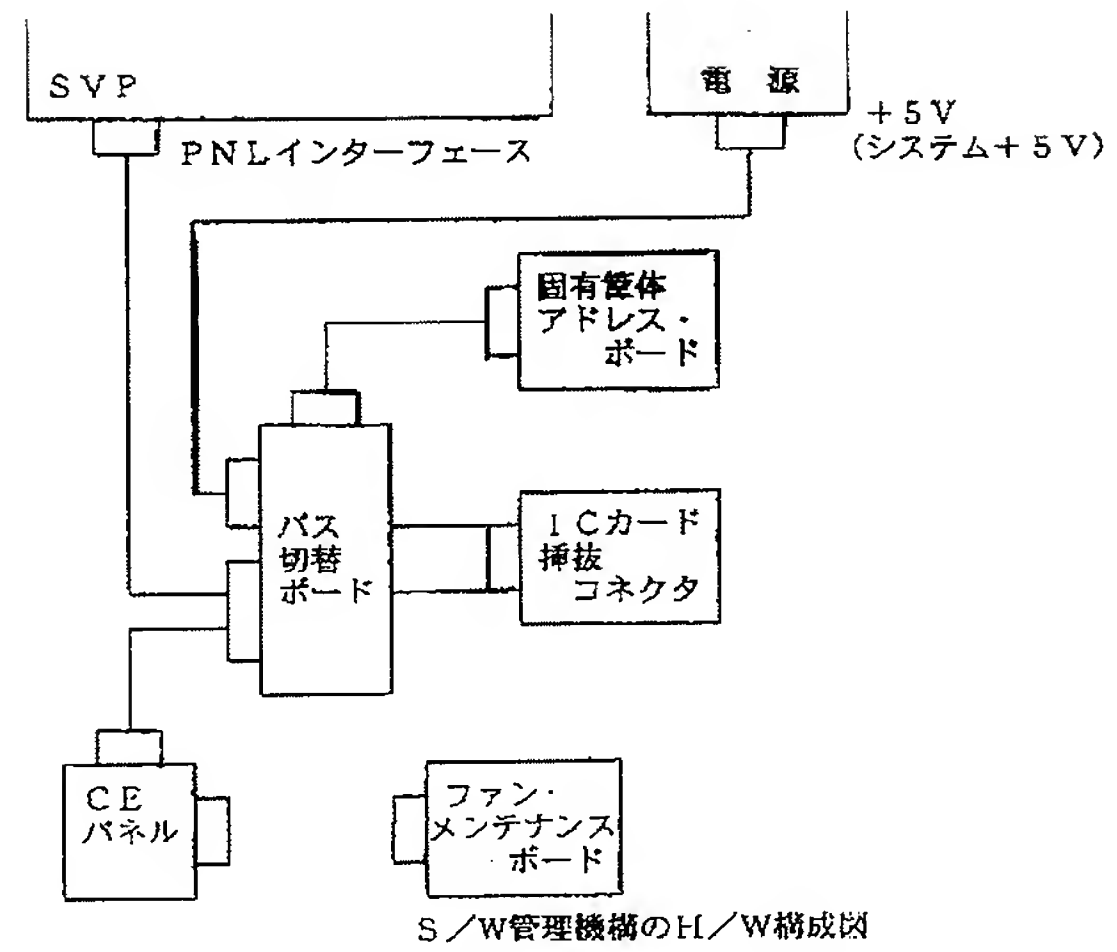 SVP
電 源
+5V
(システム+5V)
PNLインターフェース
固有筐体
アドレス・
ボード
パス
切替
ボード
ICカード
挿抜
コネクタ
CE
パネル
ファン・
メンテナンス
ボード
S/W管理機構のH/W構成図